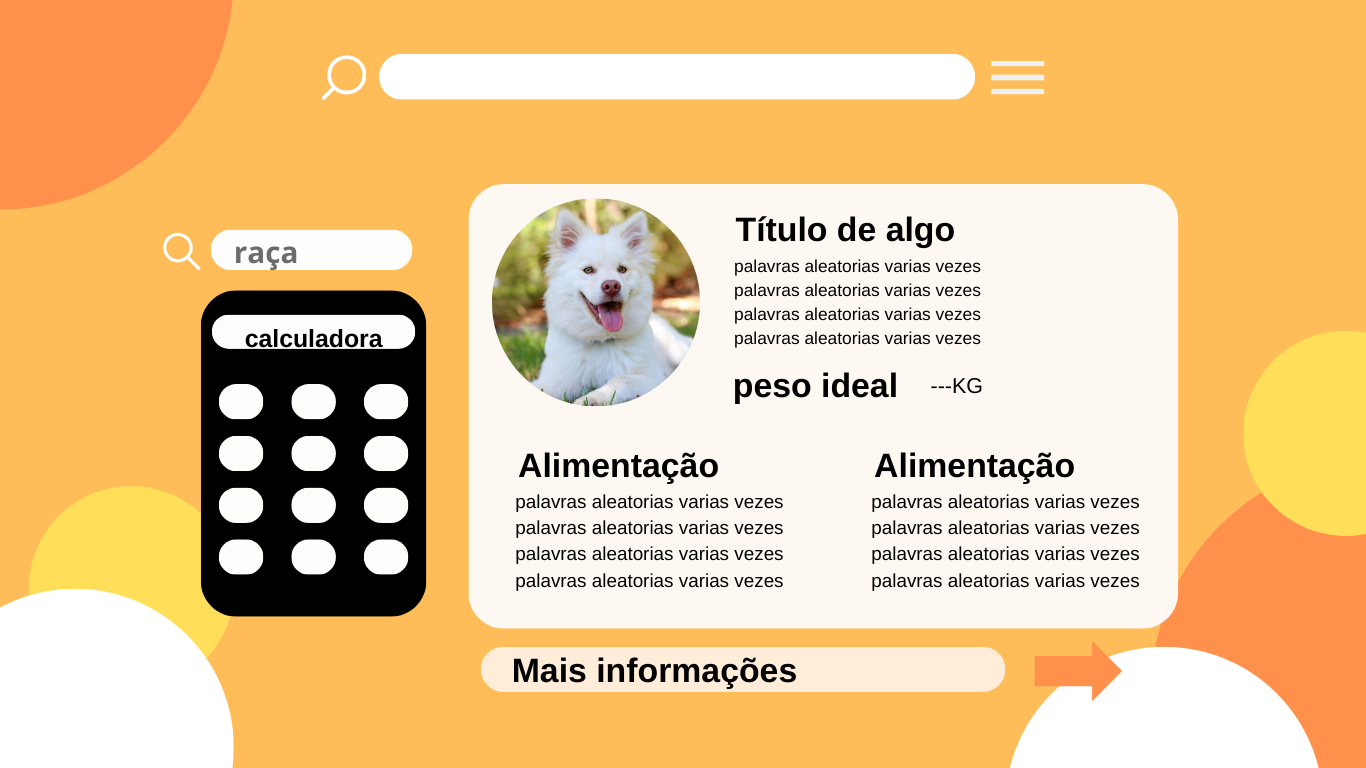 raça
calculadora
Título de algo
palavras aleatorias varias vezes
palavras aleatorias varias vezes
palavras aleatorias varias vezes
palavras aleatorias varias vezes
peso ideal ---KG
Alimentação
palavras aleatorias varias vezes
palavras aleatorias varias vezes
palavras aleatorias varias vezes
palavras aleatorias varias vezes
Alimentação
palavras aleatorias varias vezes
palavras aleatorias varias vezes
palavras aleatorias varias vezes
palavras aleatorias varias vezes
Mais informações